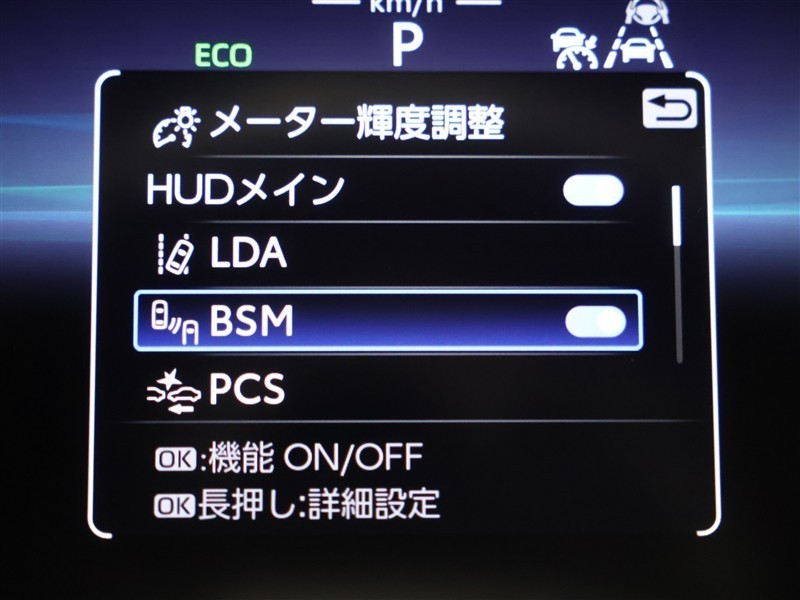 km/h
P
ECO
メーター輝度調整
HUDメイン
LDA
BSM
PCS
OK:機能 ON/OFF
OK長押し:詳細設定